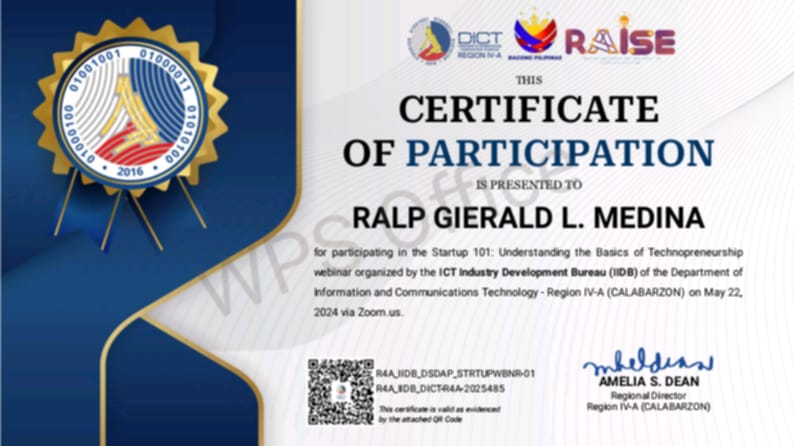 01000100 01001001 01000011 01010100
• 2016 •
DICT
REGION IV-A
BAGONG PILIPINAS
RAISE
THIS
CERTIFICATE
OF PARTICIPATION
IS PRESENTED TO
RALP GIERALD L. MEDINA
for participating in the Startup 101: Understanding the Basics of Technopreneurship
webinar organized by the ICT Industry Development Bureau (IIDB) of the Department of
Information and Communications Technology - Region IV-A (CALABARZON) on May 22,
2024 via Zoom.us.
WPS Office
R4A_IIDB_DSDAP_STRTUPWBNR-01
R4A_IIDB_DICT-R4A-2025485
This certificate is valid as evidenced
by the attached QR Code
AMELIA S. DEAN
Regional Director
Region IV-A (CALABARZON)